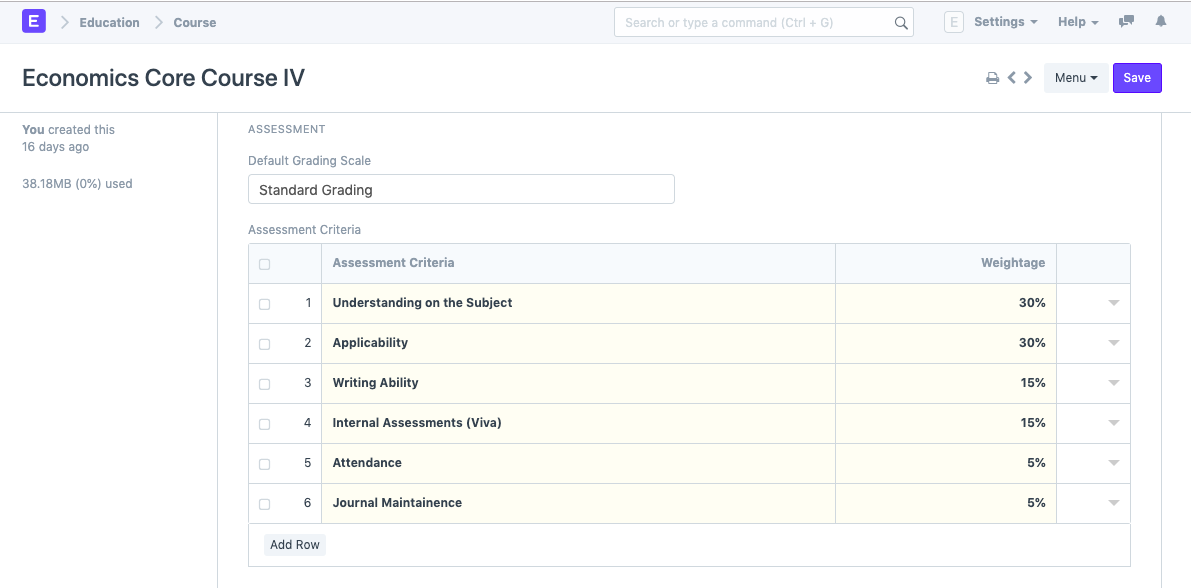 E Education Course Search or type a command (Ctrl + G) E Settings Help
Economics Core Course IV Menu Save
You created this
16 days ago
38.18MB (0%) used
ASSESSMENT
Default Grading Scale
Standard Grading
Assessment Criteria
Assessment Criteria Weightage
1 Understanding on the Subject 30%
2 Applicability 30%
3 Writing Ability 15%
4 Internal Assessments (Viva) 15%
5 Attendance 5%
6 Journal Maintainence 5%
Add Row